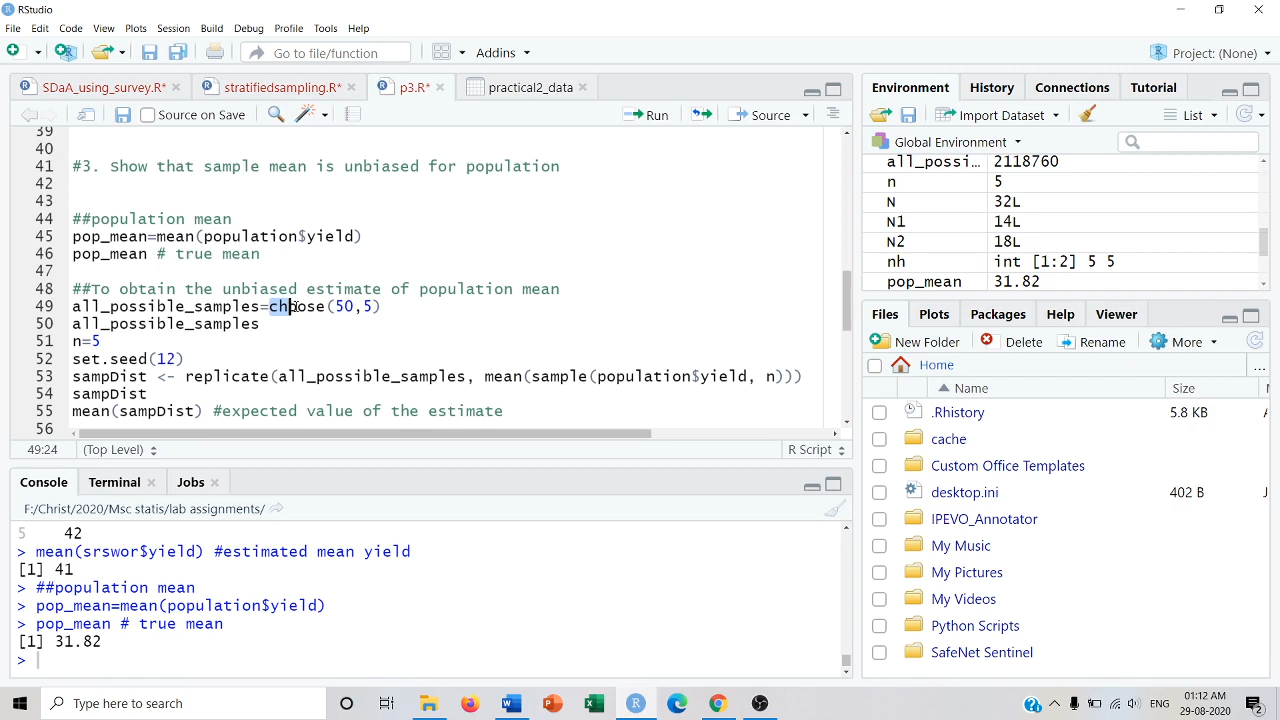 RStudio
File Edit Code View Plots Session Build Debug Profile Tools Help
Go to file/function Addins Project: (None)
SDaA_using_survey.R* stratifiedsampling.R* p3.R* practical2_data
Source on Save Run Source
39
40
41 #3. Show that sample mean is unbiased for population
42
43
44 ##population mean
45 pop_mean=mean(population$yield)
46 pop_mean # true mean
47
48 ##To obtain the unbiased estimate of population mean
49 all_possible_samples=choose(50,5)
50 all_possible_samples
51 n=5
52 set.seed(12)
53 sampDist <- replicate(all_possible_samples, mean(sample(population$yield, n)))
54 sampDist
55 mean(sampDist) #expected value of the estimate
56
49:24 (Top Level) R Script
Console Terminal Jobs
F:/Christ/2020/Msc statis/lab assignments/
5 42
> mean(srswor$yield) #estimated mean yield
[1] 41
> ##population mean
> pop_mean=mean(population$yield)
> pop_mean # true mean
[1] 31.82
>
Environment History Connections Tutorial
Import Dataset List
Global Environment
all_possi… 2118760
n 5
N 32L
N1 14L
N2 18L
nh int [1:2] 5 5
pop_mean 31.82
Files Plots Packages Help Viewer
New Folder Delete Rename More
Home ...
Name Size
.Rhistory 5.8 KB
cache
Custom Office Templates
desktop.ini 402 B
IPEVO_Annotator
My Music
My Pictures
My Videos
Python Scripts
SafeNet Sentinel
Type here to search
ENG 01:12 AM
29-08-2020 2